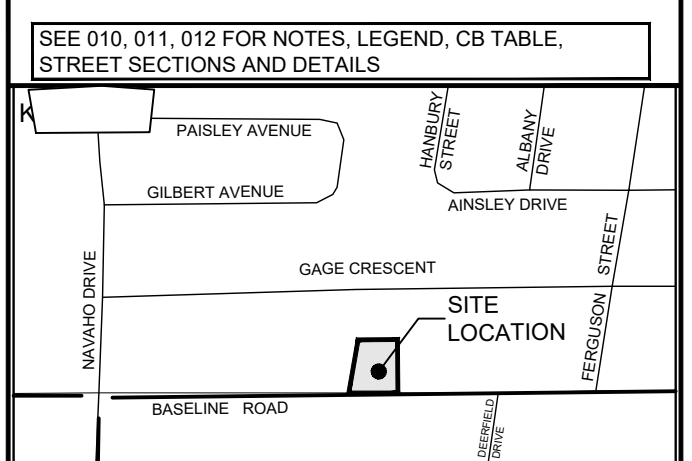 SEE 010, 011, 012 FOR NOTES, LEGEND, CB TABLE,
STREET SECTIONS AND DETAILS
K
PAISLEY AVENUE
HANBURY
STREET
ALBANY
DRIVE
GILBERT AVENUE
AINSLEY DRIVE
NAVAHO DRIVE
GAGE CRESCENT
FERGUSON STREET
SITE
LOCATION
BASELINE ROAD
DEERFIELD
DRIVE